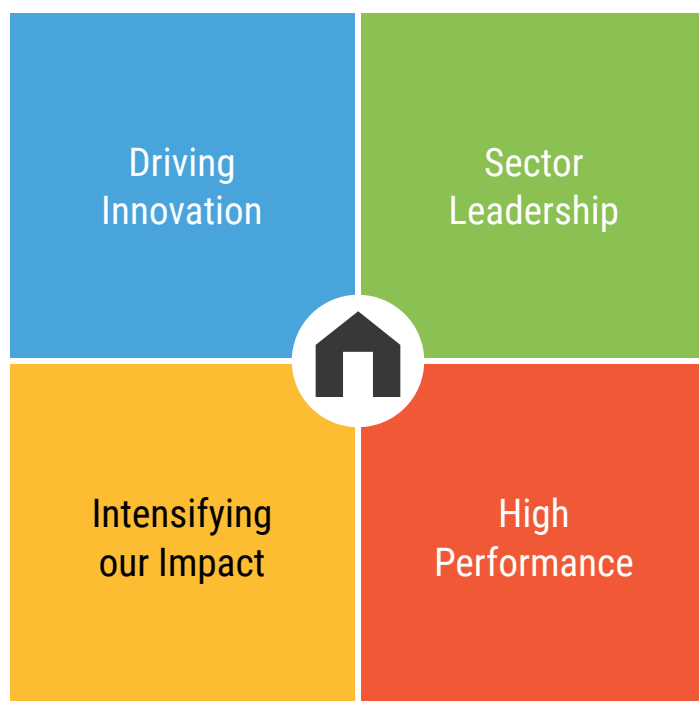 Driving
Innovation
Sector
Leadership
Intensifying
our Impact
High
Performance